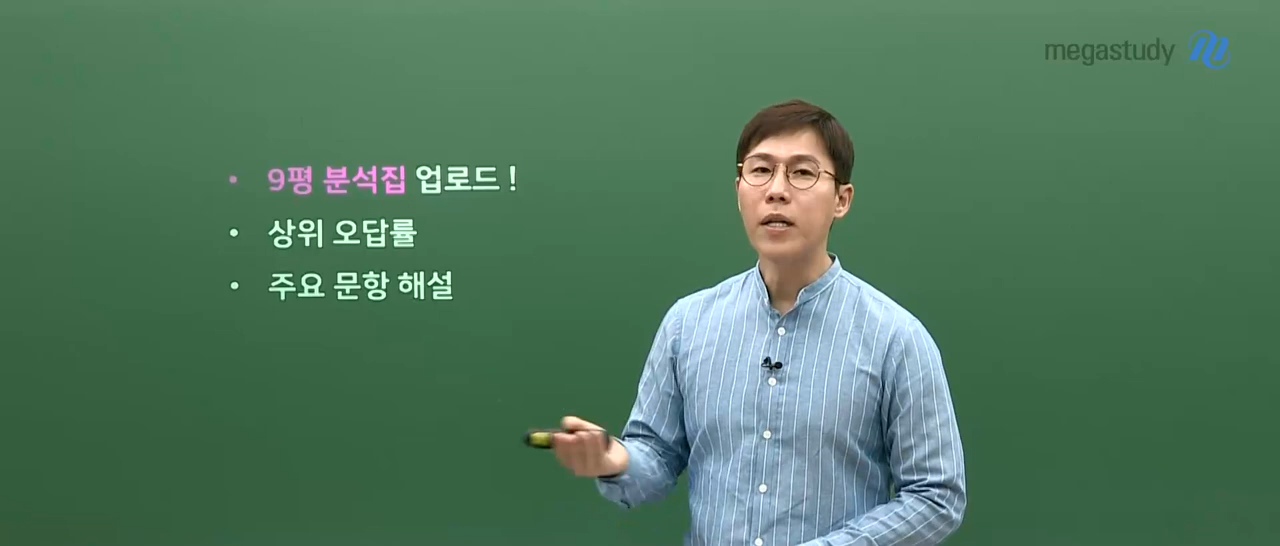 megastudy
• 9평 분석집 업로드 !
• 상위 오답률
• 주요 문항 해설